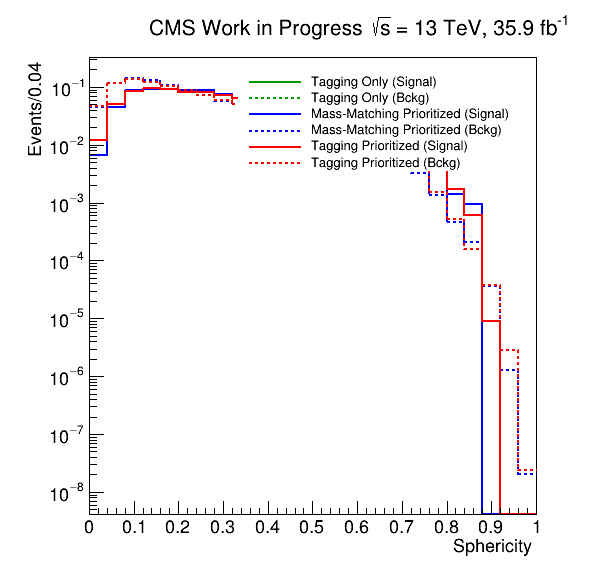 CMS Work in Progress √s = 13 TeV, 35.9 fb⁻¹
Events/0.04
Tagging Only (Signal)
Tagging Only (Bckg)
Mass-Matching Prioritized (Signal)
Mass-Matching Prioritized (Bckg)
Tagging Prioritized (Signal)
Tagging Prioritized (Bckg)
10⁻¹
10⁻²
10⁻³
10⁻⁴
10⁻⁵
10⁻⁶
10⁻⁷
10⁻⁸
0 0.1 0.2 0.3 0.4 0.5 0.6 0.7 0.8 0.9 1
Sphericity